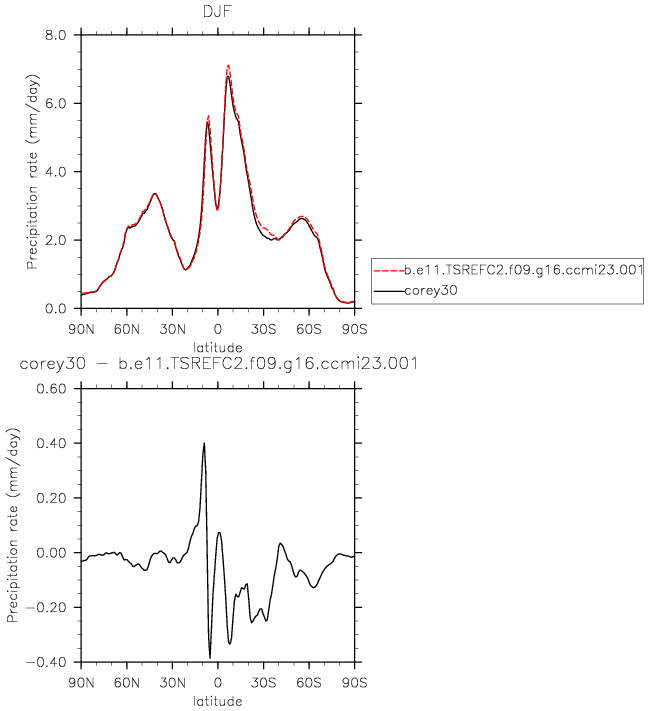 DJF
8.0
6.0
4.0
2.0
0.0
Precipitation rate (mm/day)
90N 60N 30N 0 30S 60S 90S
latitude
b.e11.TSREFC2.f09.g16.ccmi23.001
corey30
corey30 − b.e11.TSREFC2.f09.g16.ccmi23.001
0.60
0.40
0.20
0.00
−0.20
−0.40
Precipitation rate (mm/day)
90N 60N 30N 0 30S 60S 90S
latitude